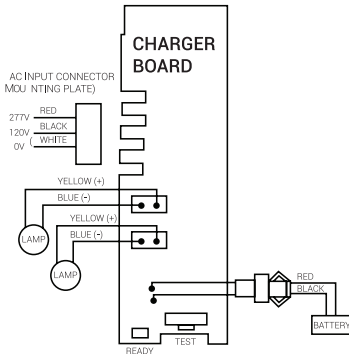 CHARGER
BOARD
AC INPUT CONNECTOR
MOU NTING PLATE)
277V RED
120V BLACK
0V ( WHITE
YELLOW (+)
BLUE (-)
YELLOW (+)
LAMP
BLUE (-)
LAMP
RED
BLACK
BATTERY
TEST
READY